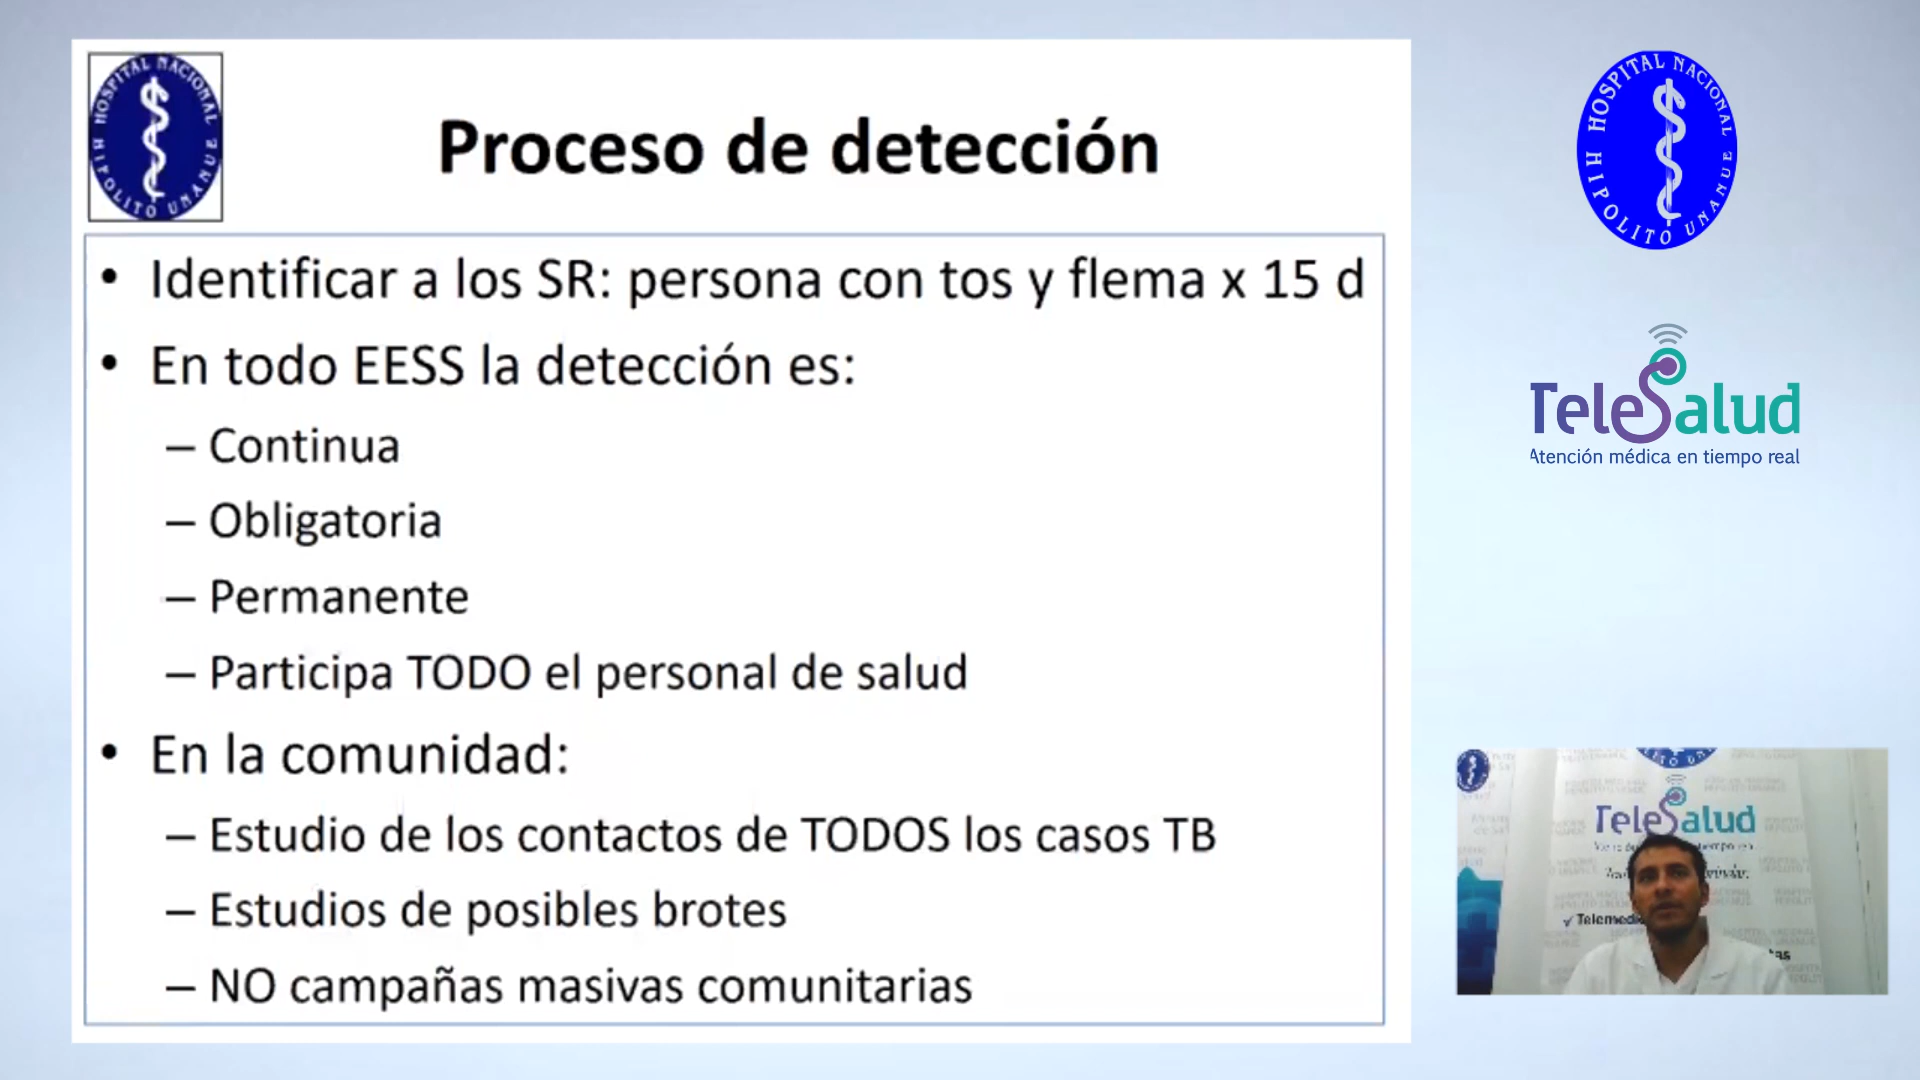 HOSPITAL NACIONAL
HIPOLITO UNANUE
Proceso de detección
• Identificar a los SR: persona con tos y flema x 15 d
• En todo EESS la detección es:
– Continua
– Obligatoria
– Permanente
– Participa TODO el personal de salud
• En la comunidad:
– Estudio de los contactos de TODOS los casos TB
– Estudios de posibles brotes
– NO campañas masivas comunitarias
HOSPITAL NACIONAL
HIPOLITO UNANUE
TeleSalud
Atención médica en tiempo real
TeleSalud